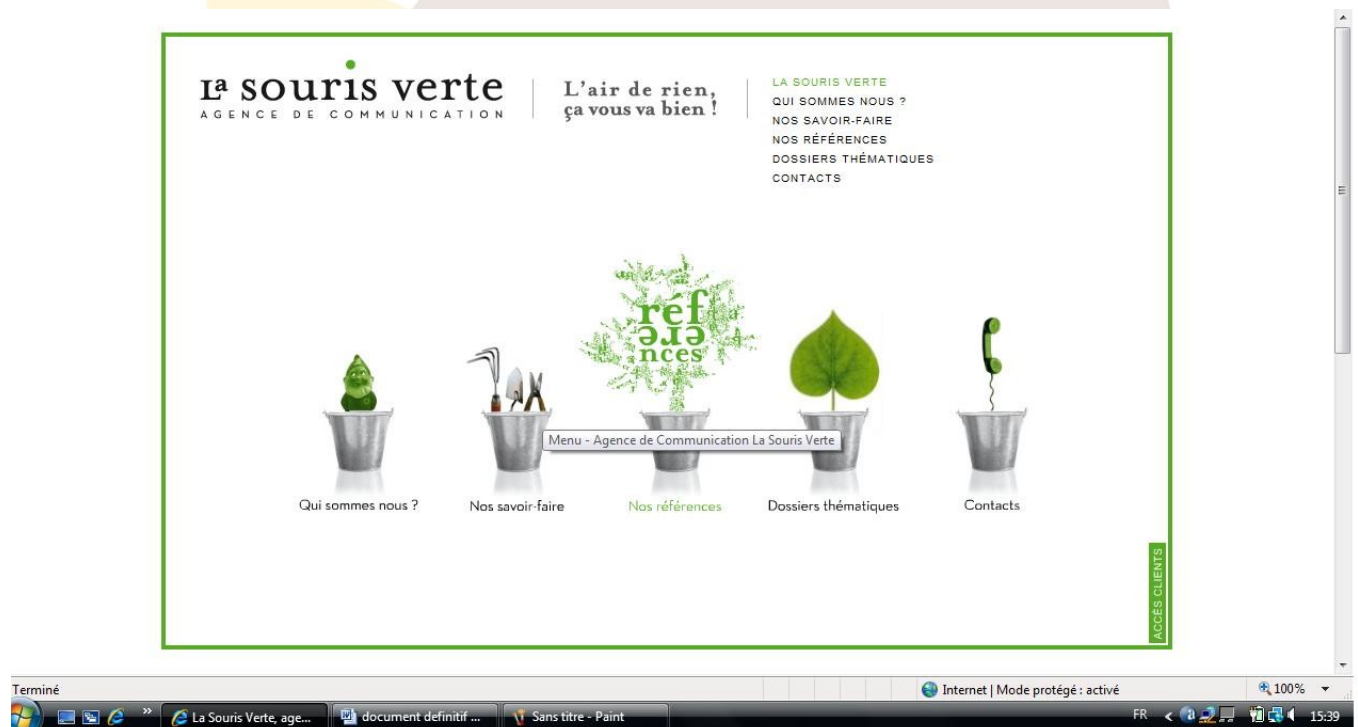 La souris verte
AGENCE DE COMMUNICATION
L'air de rien,
ça vous va bien !
LA SOURIS VERTE
QUI SOMMES NOUS ?
NOS SAVOIR-FAIRE
NOS RÉFÉRENCES
DOSSIERS THÉMATIQUES
CONTACTS
réf
ere
nces
Menu - Agence de Communication La Souris Verte
Qui sommes nous ?
Nos savoir-faire
Nos références
Dossiers thématiques
Contacts
ACCÈS CLIENTS
Terminé
Internet | Mode protégé : activé
100%
La Souris Verte, age...
document definitif ...
Sans titre - Paint
FR
15:39